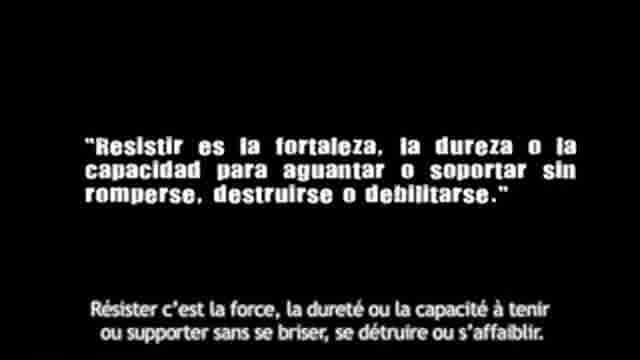 "Resistir es la fortaleza, la dureza o la
capacidad para aguantar o soportar sin
romperse, destruirse o debilitarse."
Résister c'est la force, la dureté ou la capacité à tenir
ou supporter sans se briser, se détruire ou s'affaiblir.